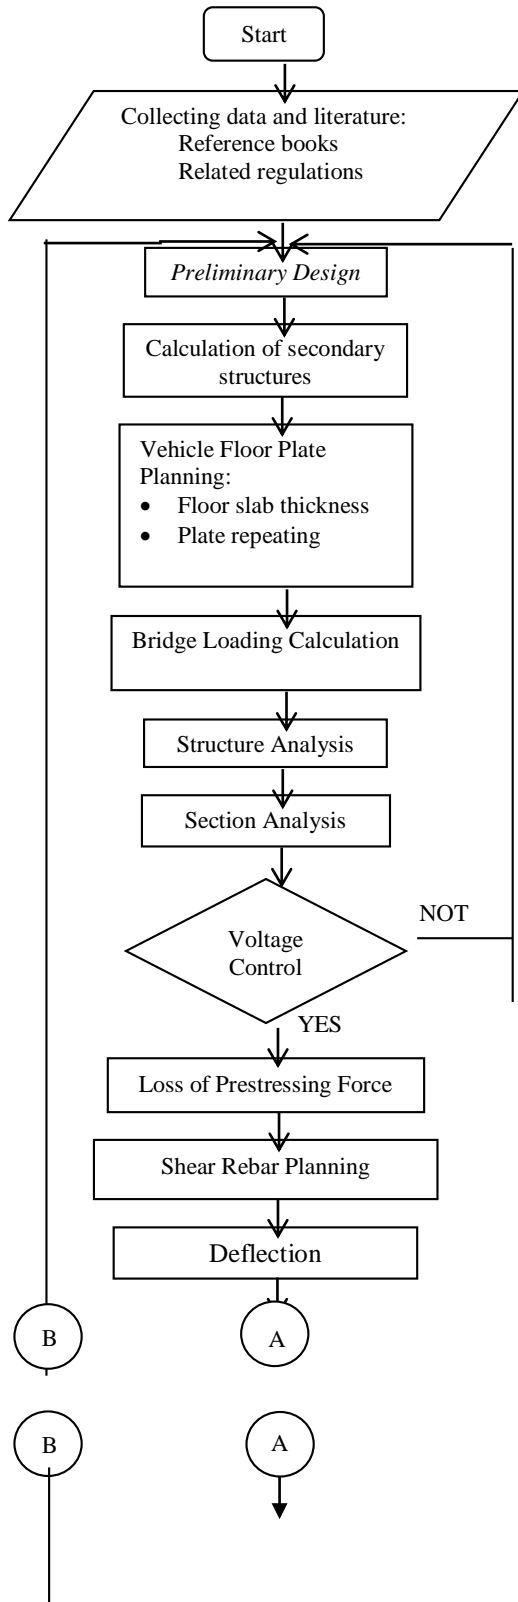 Start
Collecting data and literature:
Reference books
Related regulations
Preliminary Design
Calculation of secondary
structures
Vehicle Floor Plate
Planning:
• Floor slab thickness
• Plate repeating
Bridge Loading Calculation
Structure Analysis
Section Analysis
NOT
Voltage
Control
YES
Loss of Prestressing Force
Shear Rebar Planning
Deflection
B
A
B
A